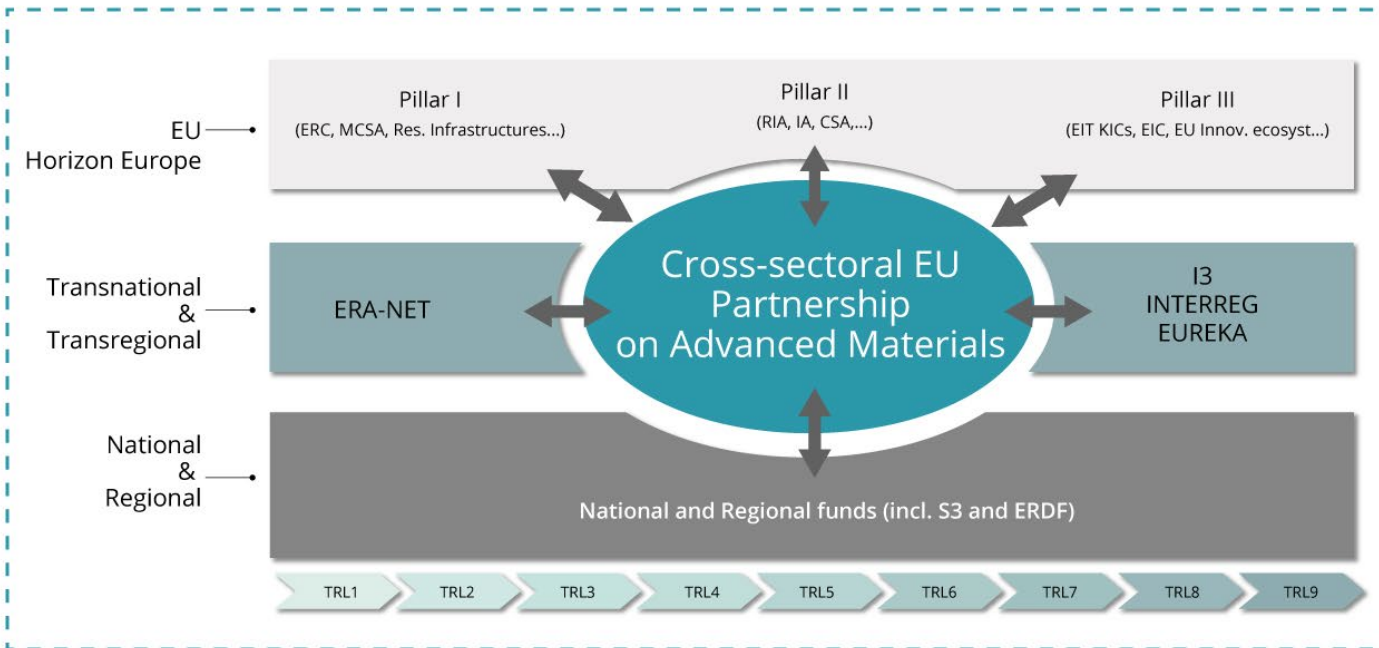 EU
Horizon Europe
Pillar I
(ERC, MCSA, Res. Infrastructures...)
Pillar II
(RIA, IA, CSA,...)
Pillar III
(EIT KICs, EIC, EU Innov. ecosyst...)
Transnational
&
Transregional
ERA-NET
Cross-sectoral EU
Partnership
on Advanced Materials
I3
INTERREG
EUREKA
National
&
Regional
National and Regional funds (incl. S3 and ERDF)
TRL1
TRL2
TRL3
TRL4
TRL5
TRL6
TRL7
TRL8
TRL9